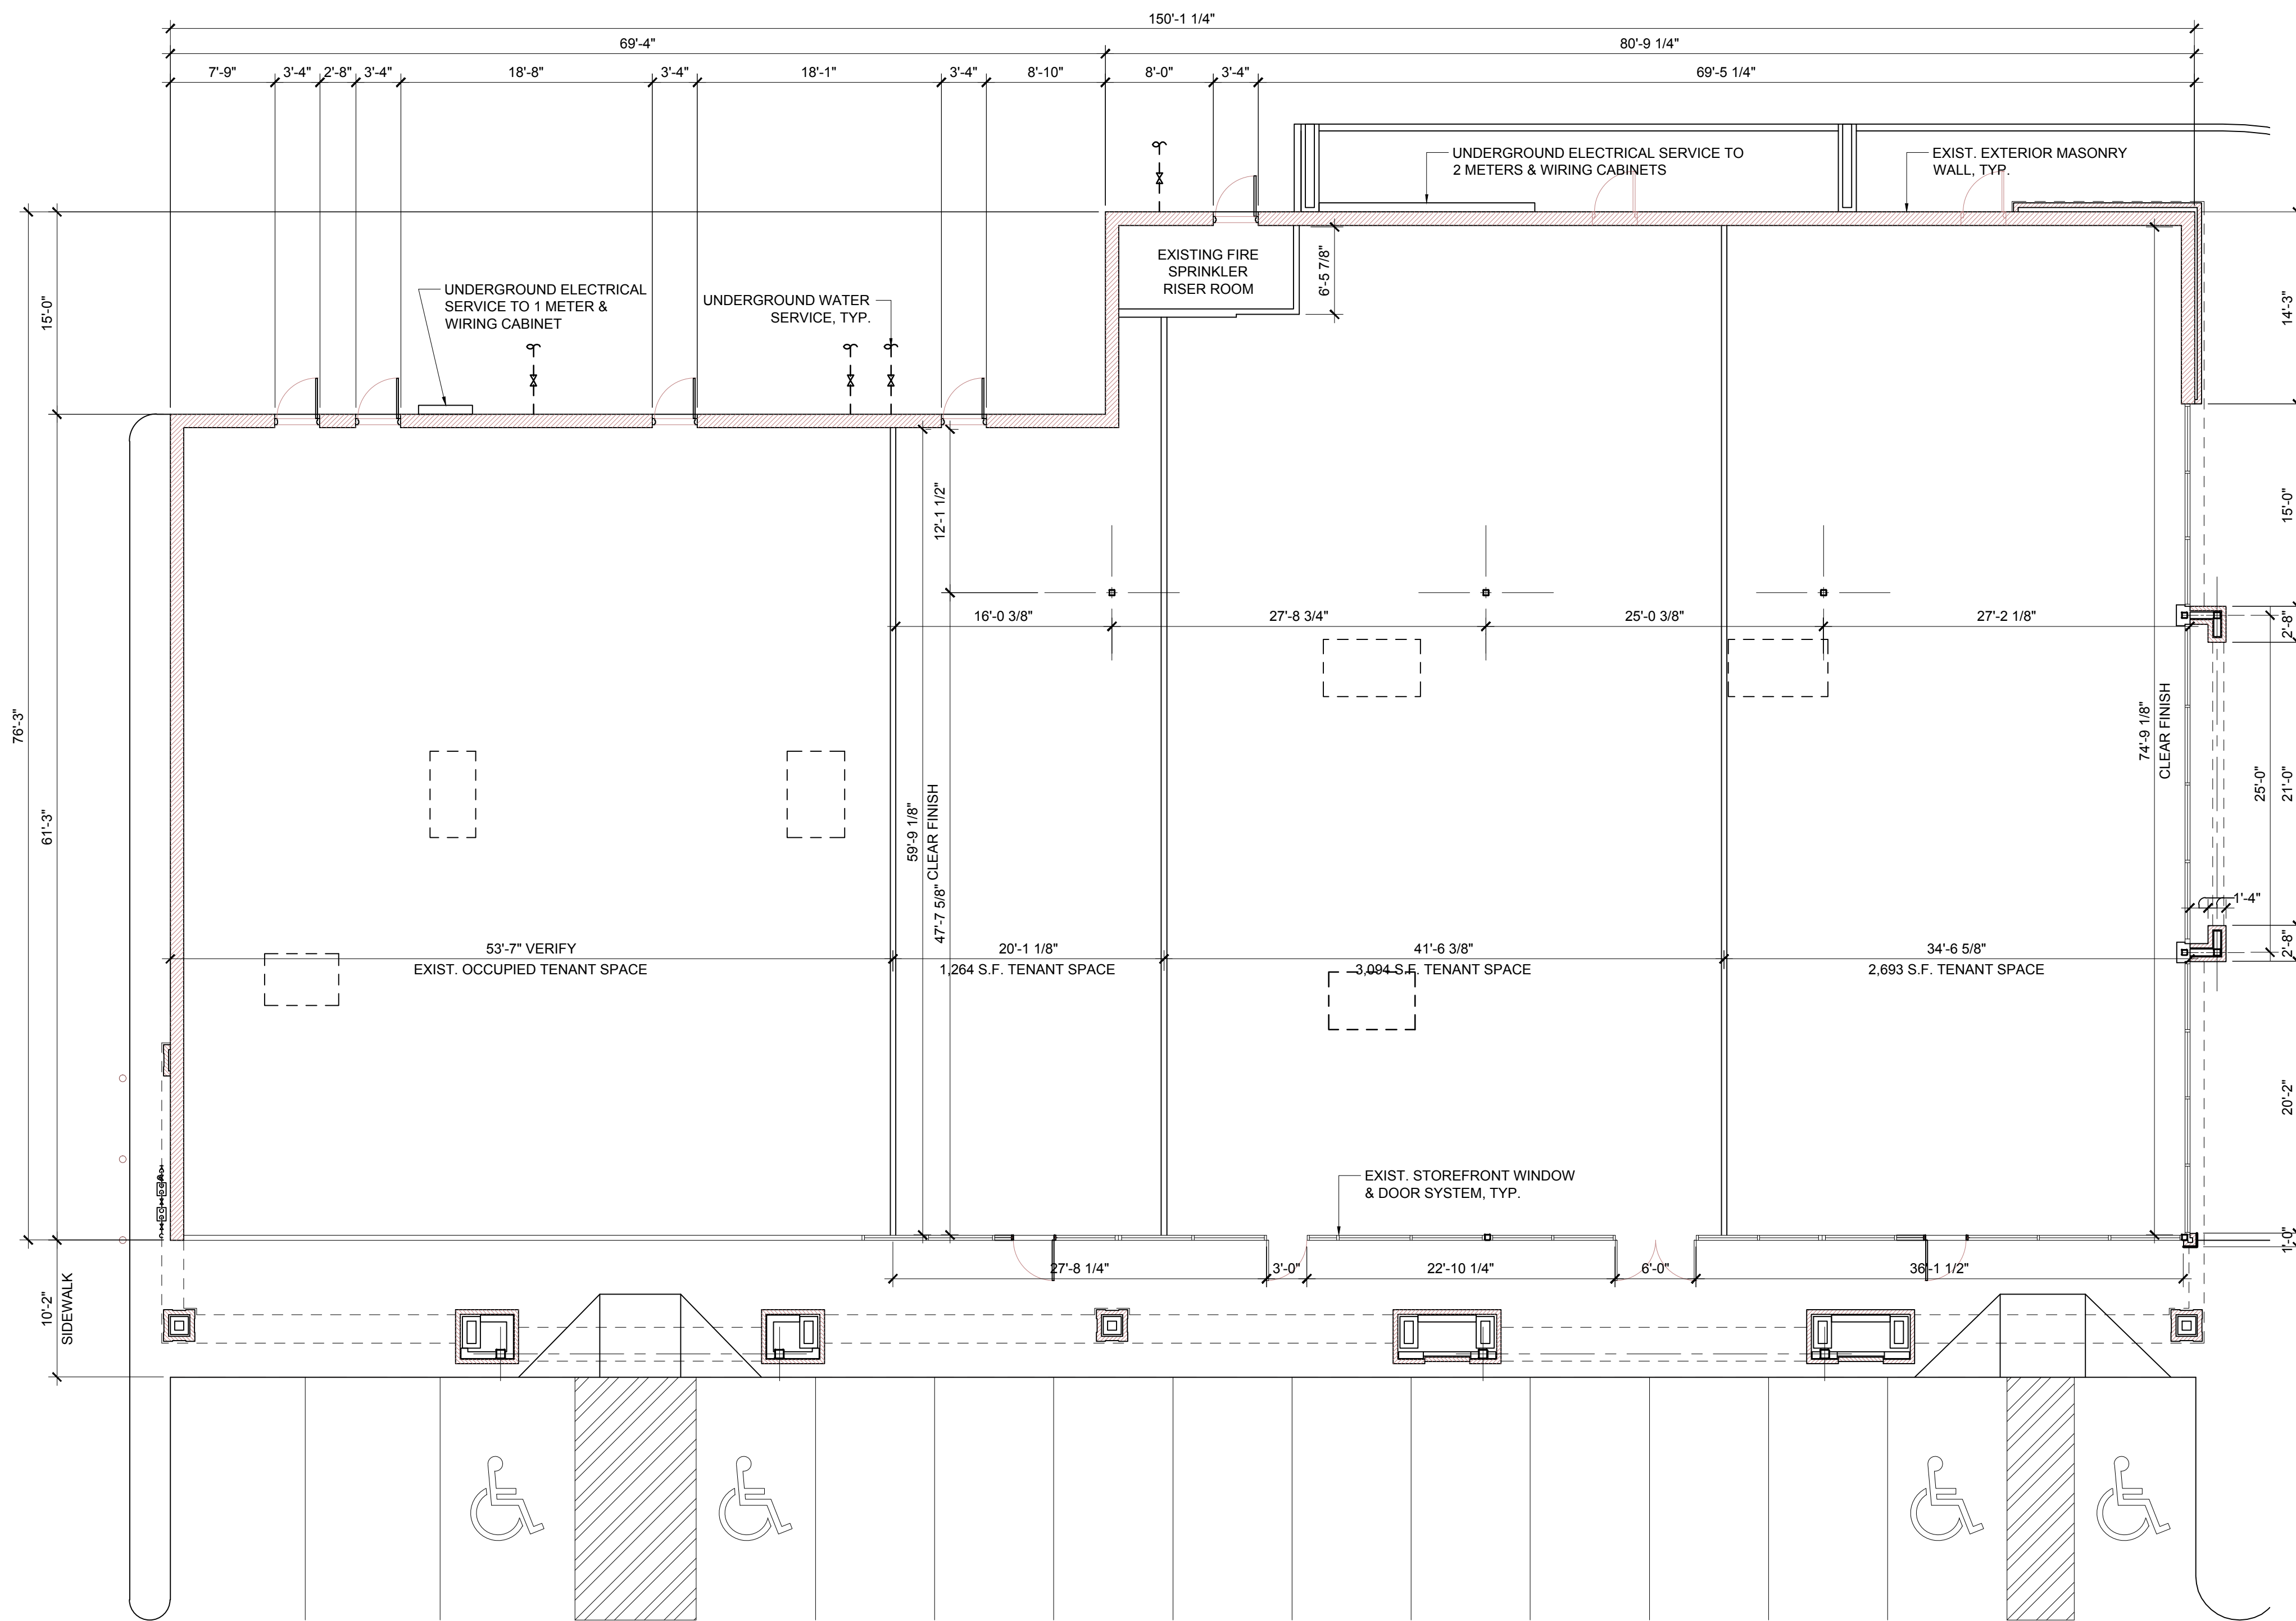 150'-1 1/4"
69'-4"
80'-9 1/4"
7'-9"
3'-4"
2'-8"
3'-4"
18'-8"
3'-4"
18'-1"
3'-4"
8'-10"
8'-0"
3'-4"
69'-5 1/4"
UNDERGROUND ELECTRICAL SERVICE TO
2 METERS & WIRING CABINETS
EXIST. EXTERIOR MASONRY
WALL, TYP.
EXISTING FIRE
SPRINKLER
RISER ROOM
6'-5 7/8"
UNDERGROUND ELECTRICAL
SERVICE TO 1 METER &
WIRING CABINET
UNDERGROUND WATER
SERVICE, TYP.
15'-0"
14'-3"
12'-1 1/2"
15'-0"
16'-0 3/8"
27'-8 3/4"
25'-0 3/8"
27'-2 1/8"
2'-8"
76'-3"
61'-3"
59'-9 1/8"
CLEAR FINISH
47'-7 5/8"
74'-9 1/8"
CLEAR FINISH
25'-0"
21'-0"
1'-4"
53'-7" VERIFY
EXIST. OCCUPIED TENANT SPACE
20'-1 1/8"
1,264 S.F. TENANT SPACE
41'-6 3/8"
3,094 S.F. TENANT SPACE
34'-6 5/8"
2,693 S.F. TENANT SPACE
2'-8"
20'-2"
EXIST. STOREFRONT WINDOW
& DOOR SYSTEM, TYP.
1'-0"
27'-8 1/4"
3'-0"
22'-10 1/4"
6'-0"
36'-1 1/2"
10'-2"
SIDEWALK